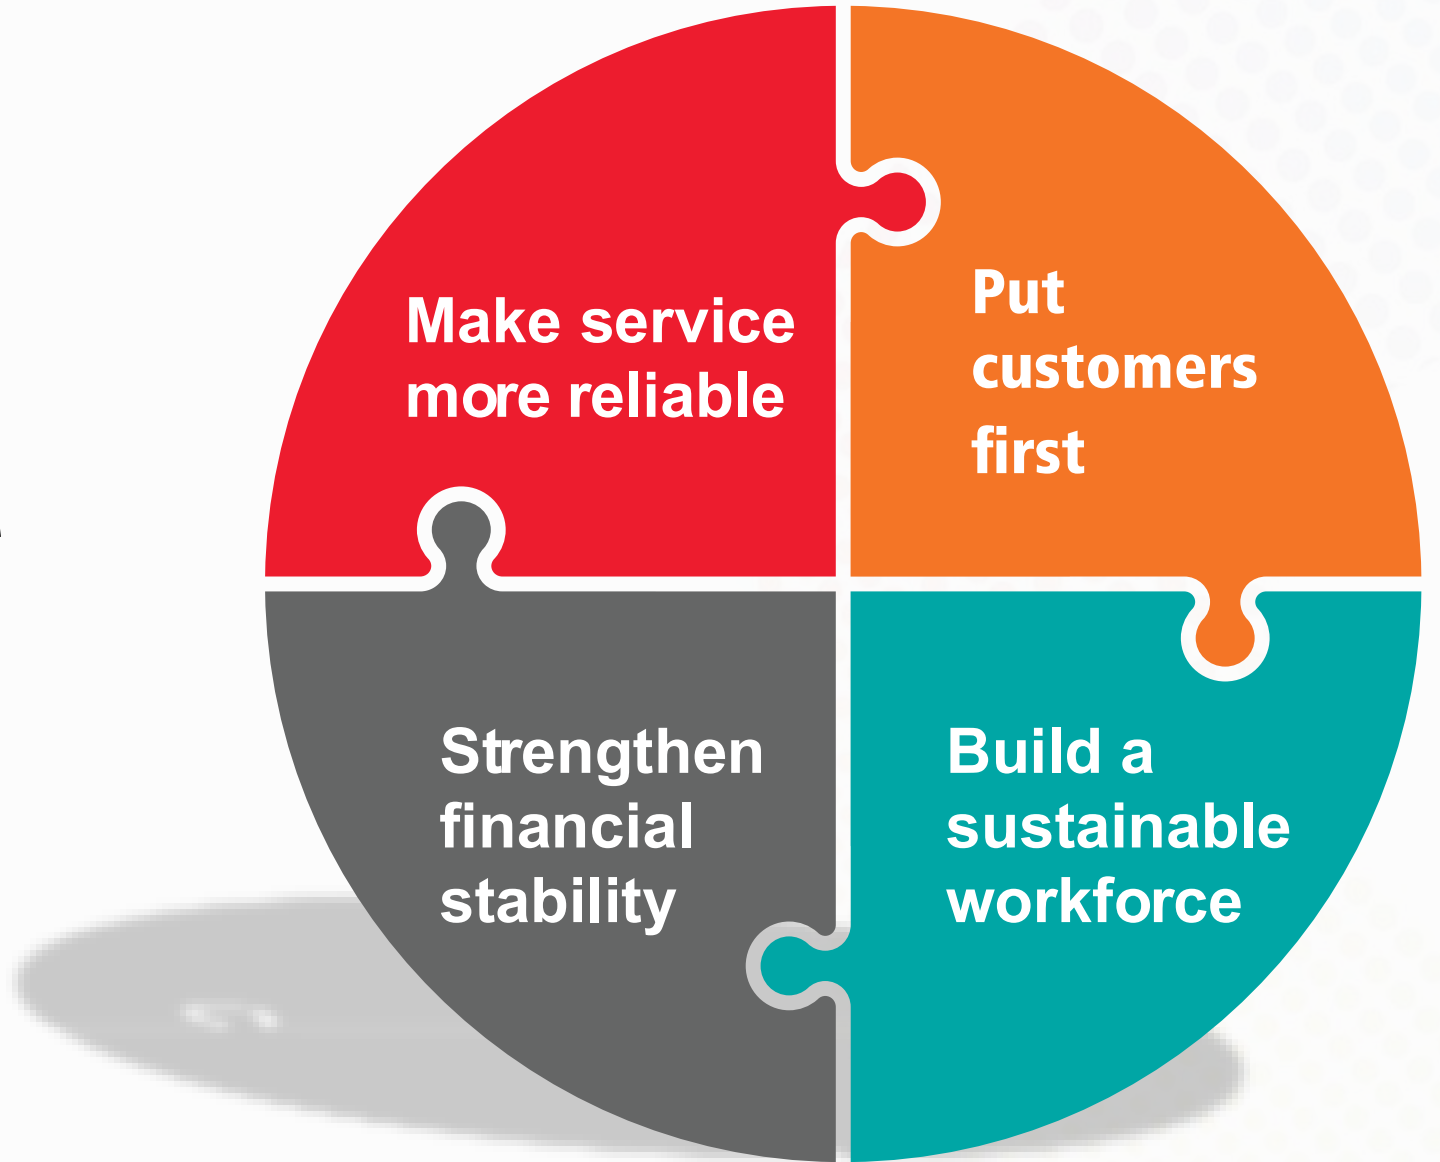 Make service
more reliable
Put
customers
first
Strengthen
financial
stability
Build a
sustainable
workforce